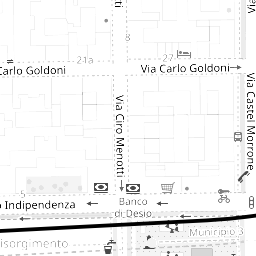 8
21a
27
Carlo Goldoni
Via Carlo Goldoni
Via Ciro Menotti
Via Castel Morrone
5
Indipendenza
Banco
di Desio
Municipio 3